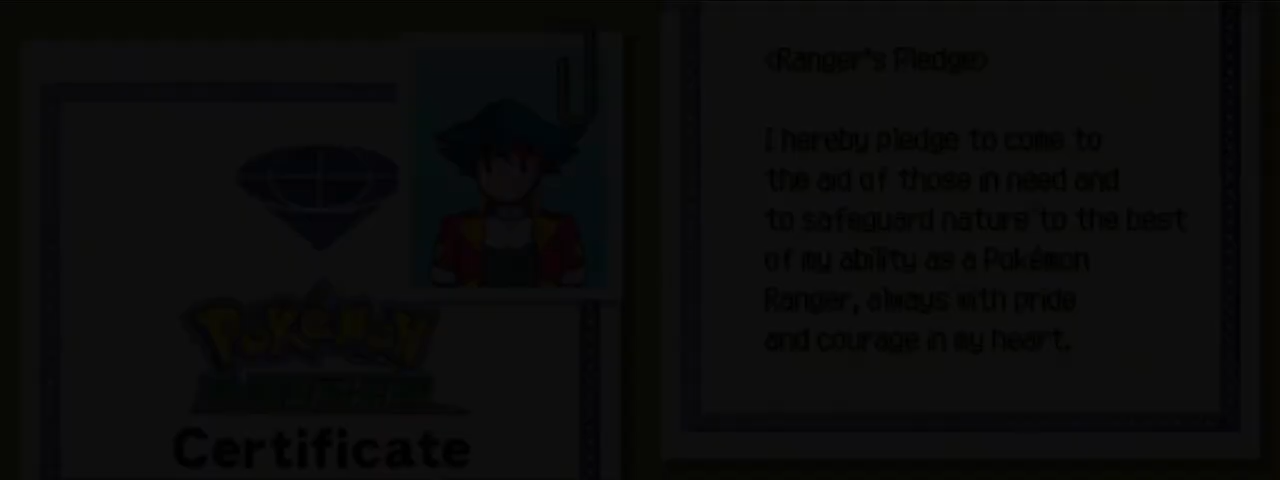 POKéMON
Certificate
<Ranger's Pledge>
I hereby pledge to come to
the aid of those in need and
to safeguard nature to the best
of my ability as a Pokémon
Ranger, always with pride
and courage in my heart.